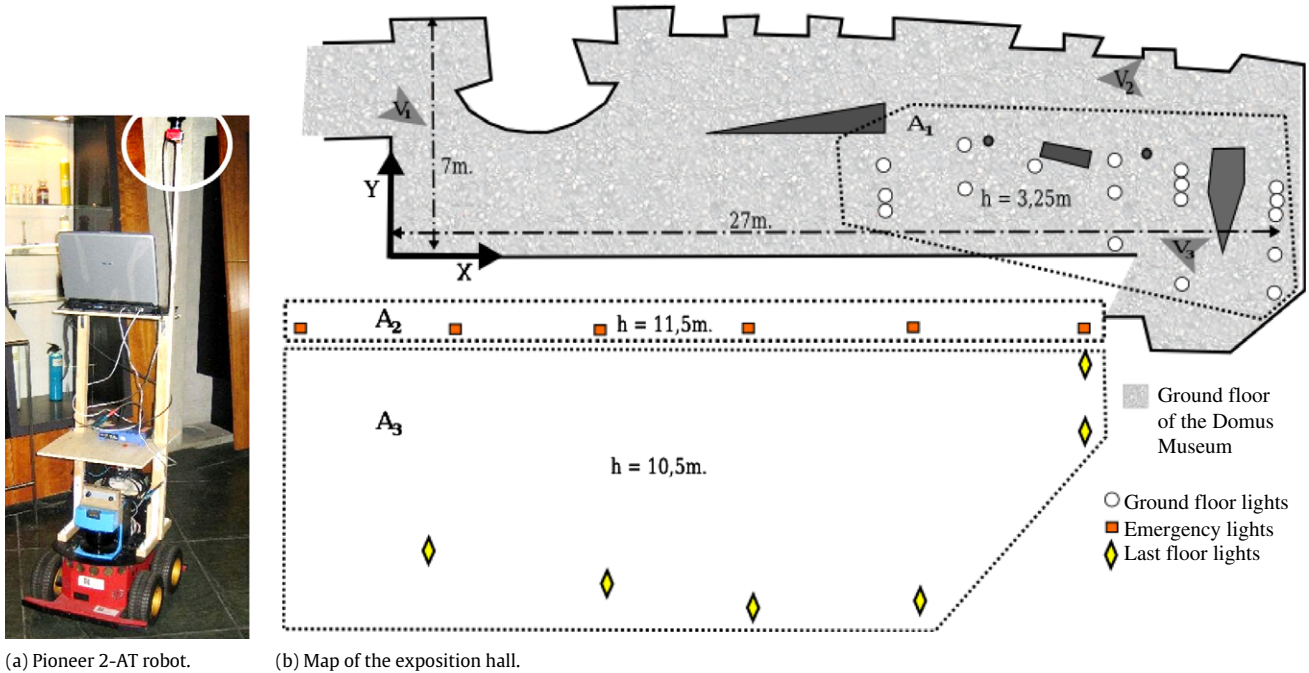 V₁
7m.
Y
X
27m.
V₂
A₁
h = 3,25m
V₃
A₂
h = 11,5m.
A₃
h = 10,5m.
Ground floor
of the Domus
Museum
Ground floor lights
Emergency lights
Last floor lights
(a) Pioneer 2-AT robot.
(b) Map of the exposition hall.